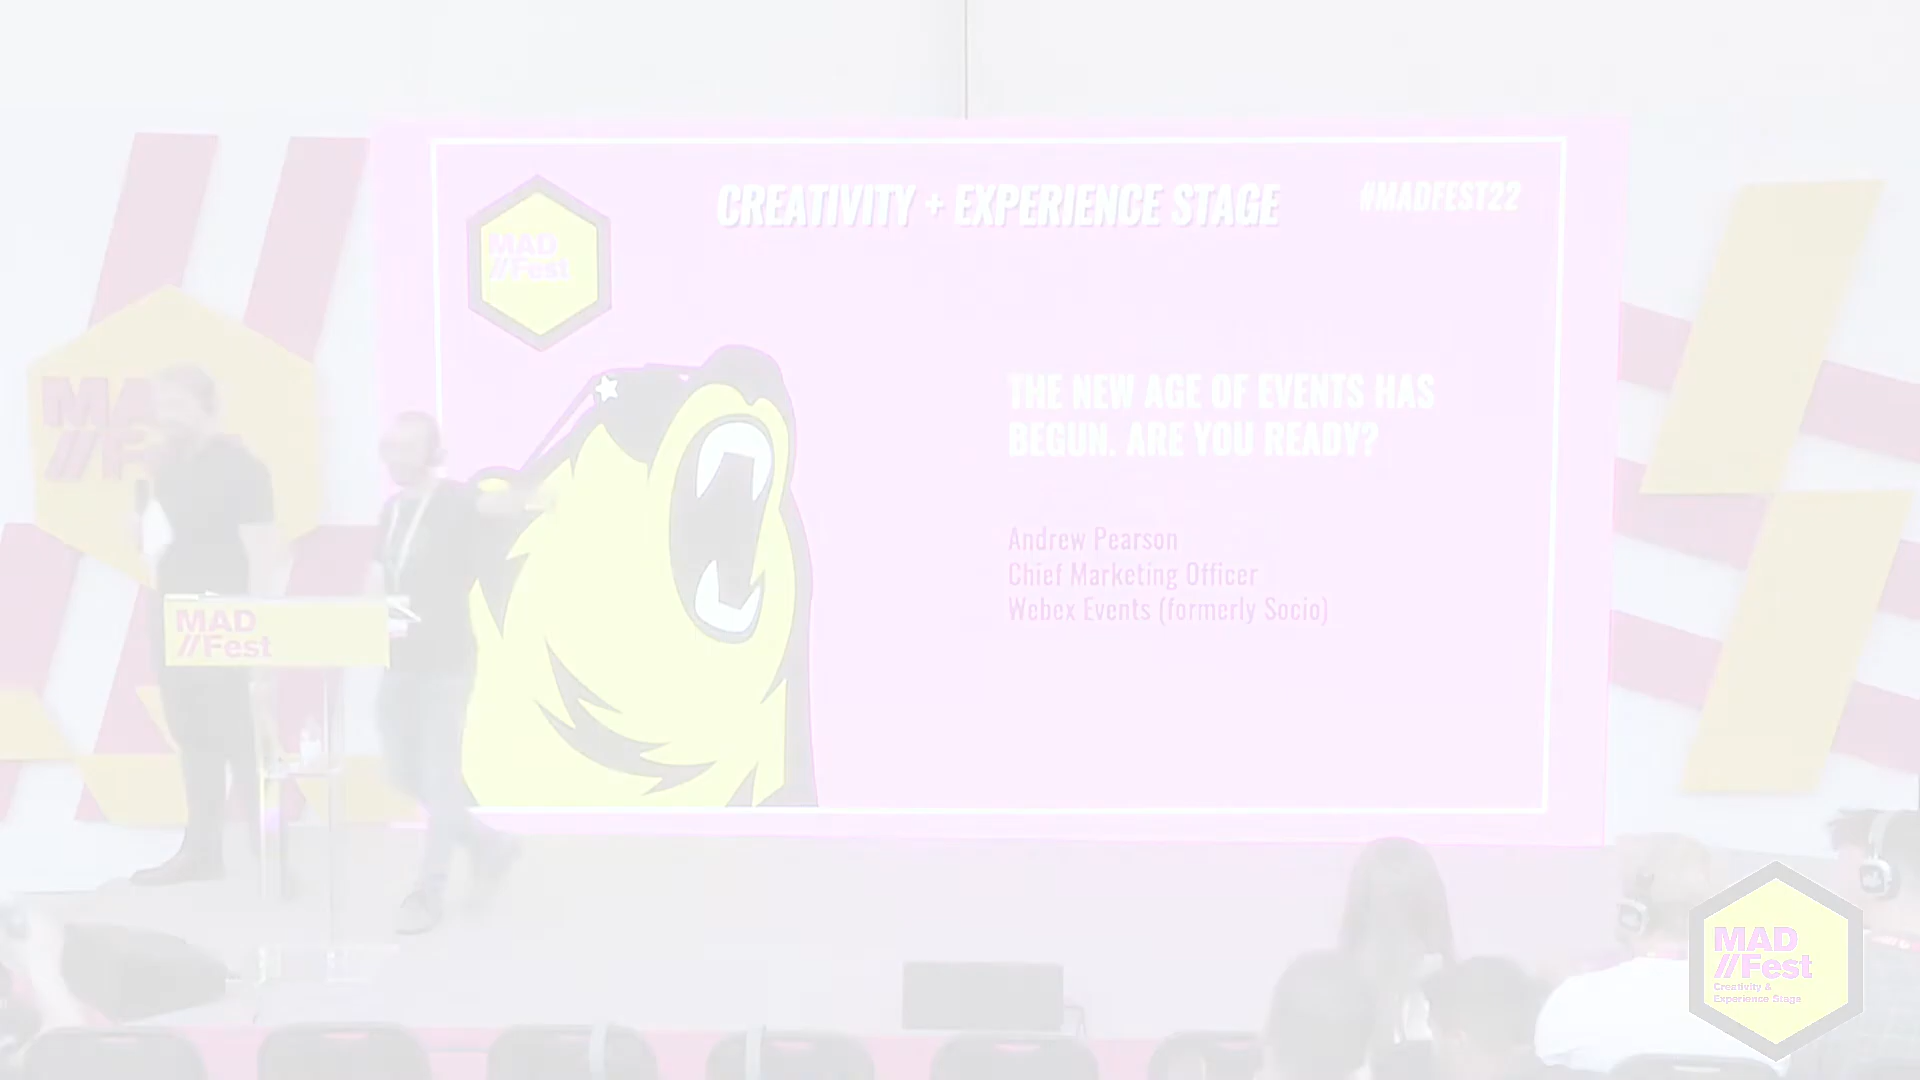 CREATIVITY + EXPERIENCE STAGE
#MADFEST22
MAD
//Fest
THE NEW AGE OF EVENTS HAS
BEGUN. ARE YOU READY?
Andrew Pearson
Chief Marketing Officer
Webex Events (formerly Socio)
MA
//F
MAD
//Fest
MAD
//Fest
Creativity &
Experience Stage